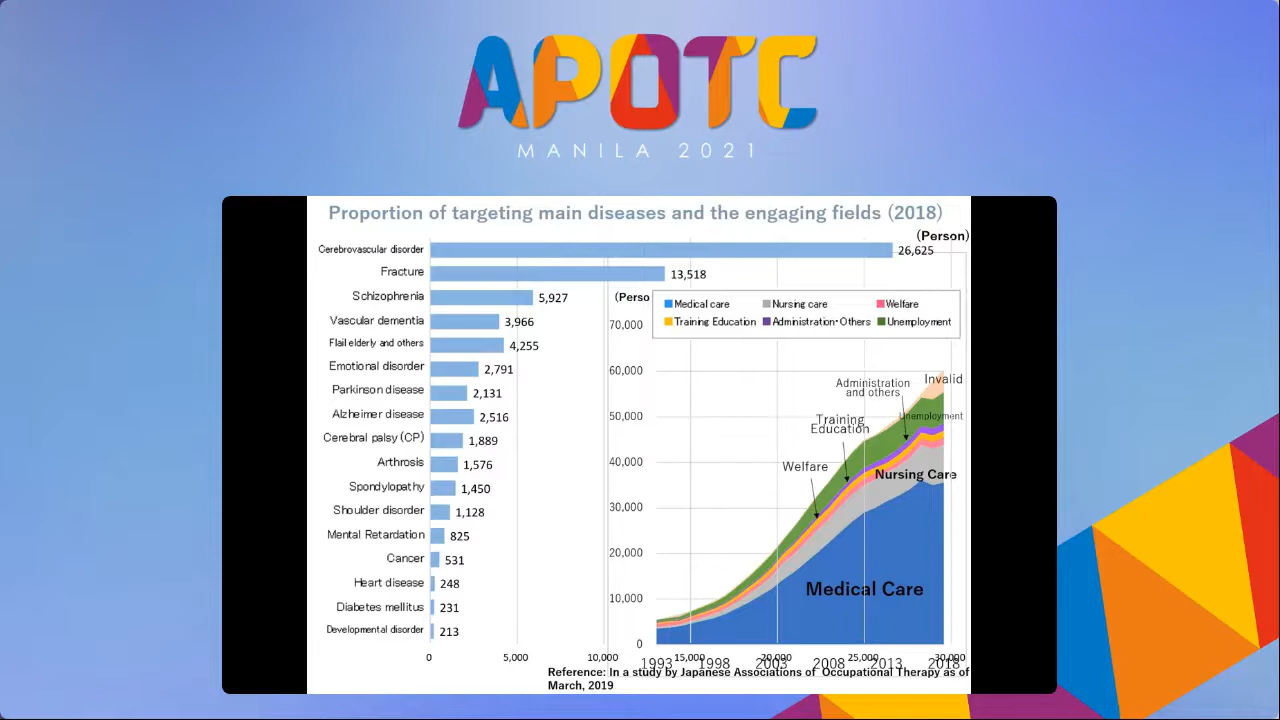 APOTC
MANILA 2021
Proportion of targeting main diseases and the engaging fields (2018)
(Person)
Cerebrovascular disorder 26,625
Fracture 13,518
Schizophrenia 5,927
Vascular dementia 3,966
Flail elderly and others 4,255
Emotional disorder 2,791
Parkinson disease 2,131
Alzheimer disease 2,516
Cerebral palsy (CP) 1,889
Arthrosis 1,576
Spondylopathy 1,450
Shoulder disorder 1,128
Mental Retardation 825
Cancer 531
Heart disease 248
Diabetes mellitus 231
Developmental disorder 213
0 5,000 10,000 15,000 20,000 25,000 30,000
(Perso
Medical care Nursing care Welfare
Training Education Administration・Others Unemployment
70,000
60,000
50,000
40,000
30,000
20,000
10,000
0
Invalid
Administration
and others
Unemployment
Training
Education
Welfare
Nursing Care
Medical Care
1993 1998 2003 2008 2013 2018
Reference: In a study by Japanese Associations of Occupational Therapy as of
March, 2019